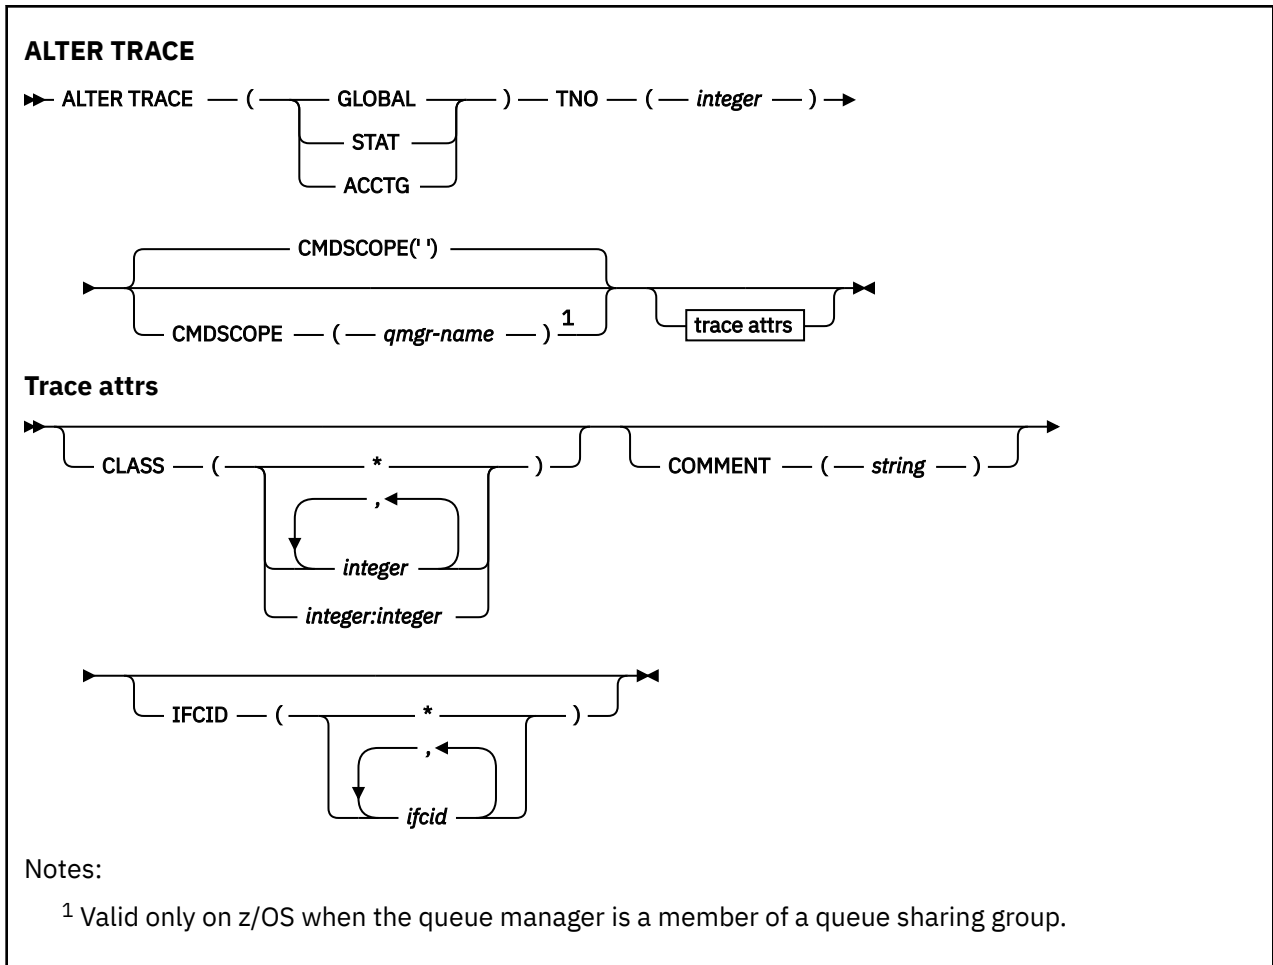 ALTER TRACE
ALTER TRACE ( GLOBAL ) TNO ( integer )
STAT
ACCTG
CMDSCOPE(' ')
CMDSCOPE ( qmgr-name ) 1
trace attrs
Trace attrs
CLASS ( * ) COMMENT ( string )
,
integer
integer:integer
IFCID ( * )
,
ifcid
Notes:
1 Valid only on z/OS when the queue manager is a member of a queue sharing group.